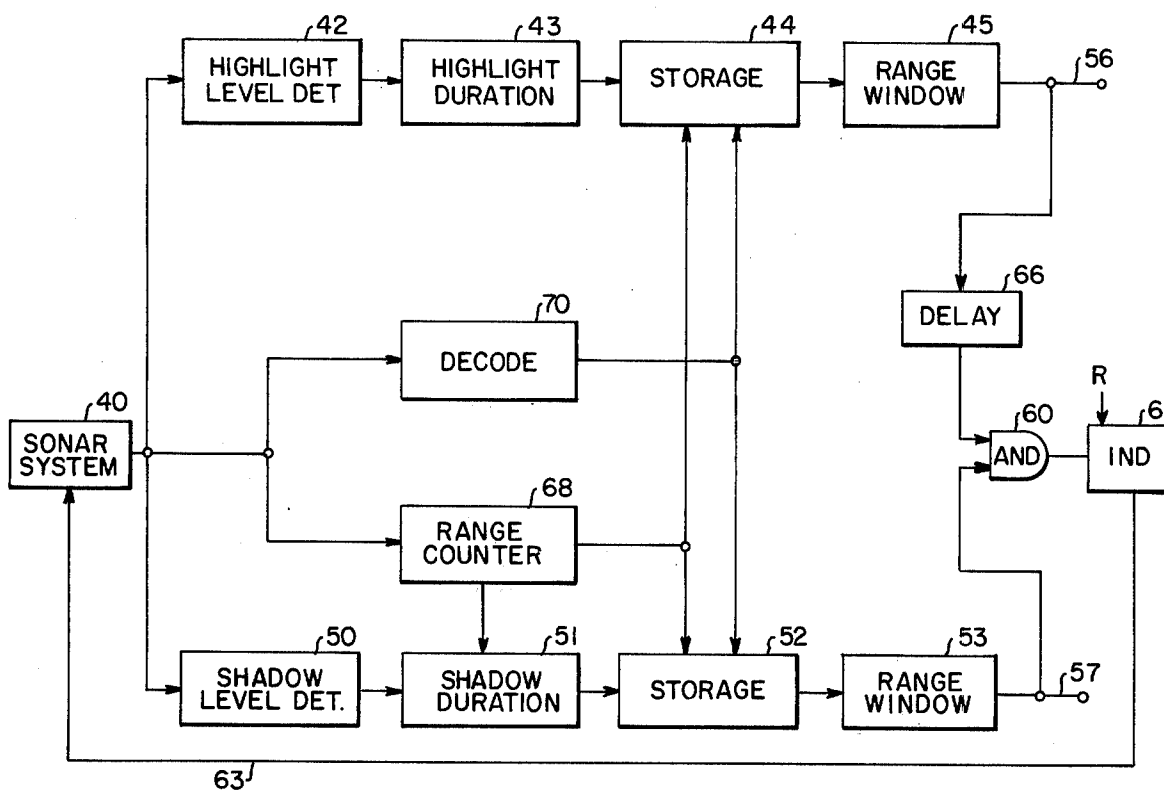 42
HIGHLIGHT
LEVEL DET
43
HIGHLIGHT
DURATION
44
STORAGE
45
RANGE
WINDOW
56
66
DELAY
70
DECODE
40
SONAR
SYSTEM
68
RANGE
COUNTER
60
AND
R
6
IND
50
SHADOW
LEVEL DET.
51
SHADOW
DURATION
52
STORAGE
53
RANGE
WINDOW
57
63